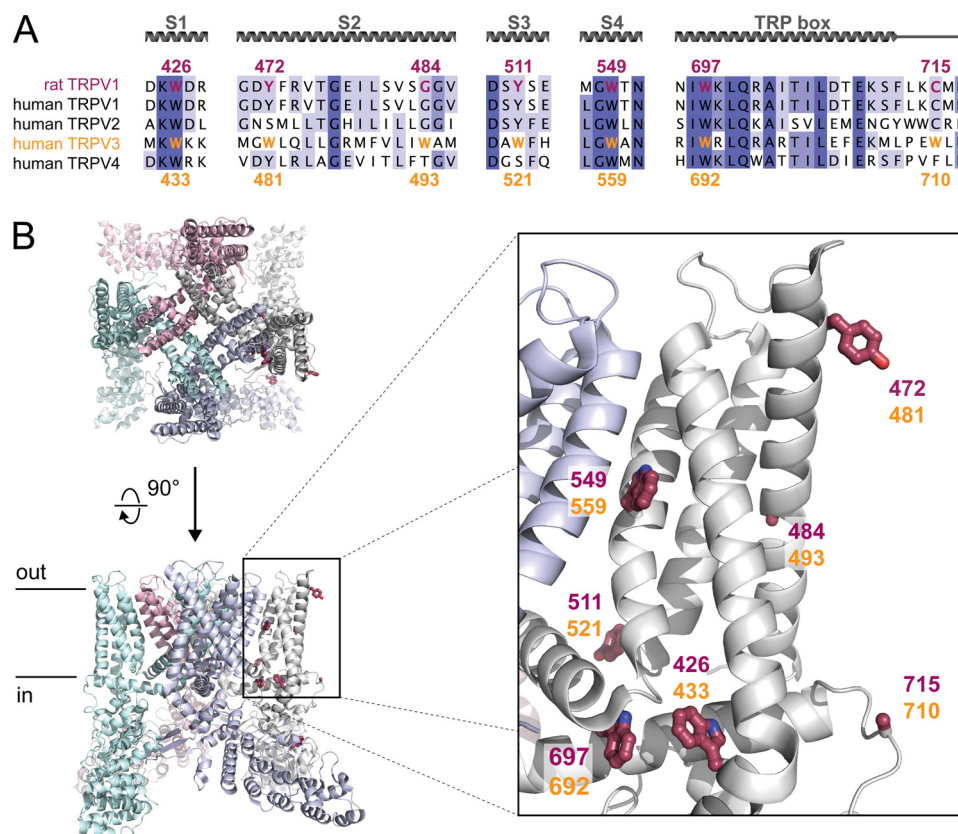 A
S1 S2 S3 S4 TRP box
426 472 484 511 549 697 715
rat TRPV1 DKWDR GDYFRVTGEILSVSGGV DSYSE MGWTN NIWKLQRAITILDTEKSFLKCM
human TRPV1 DKWDR GDYFRVTGEILSVLGGV DSYSE LGWTN NIWKLQRAITILDTEKSFLKCM
human TRPV2 AKWDL GNSMLLTGHILILLGGI DSYFE LGWLN SIWKLQKAISVLEMENGYWWCR
human TRPV3 MKWKK MGWLQLLGRMFVLIWAM DAWFH LGWAN RIWRLQRARTILEFEKMLPEWL
human TRPV4 DKWKK VDYLRLAGEVITLFTGV DGSFQ LGWMN HIWKLQWATTILDIERSFPVFL
433 481 493 521 559 692 710
B
90°
out
in
472
481
549
559
484
493
511
521
426
433
715
710
697
692